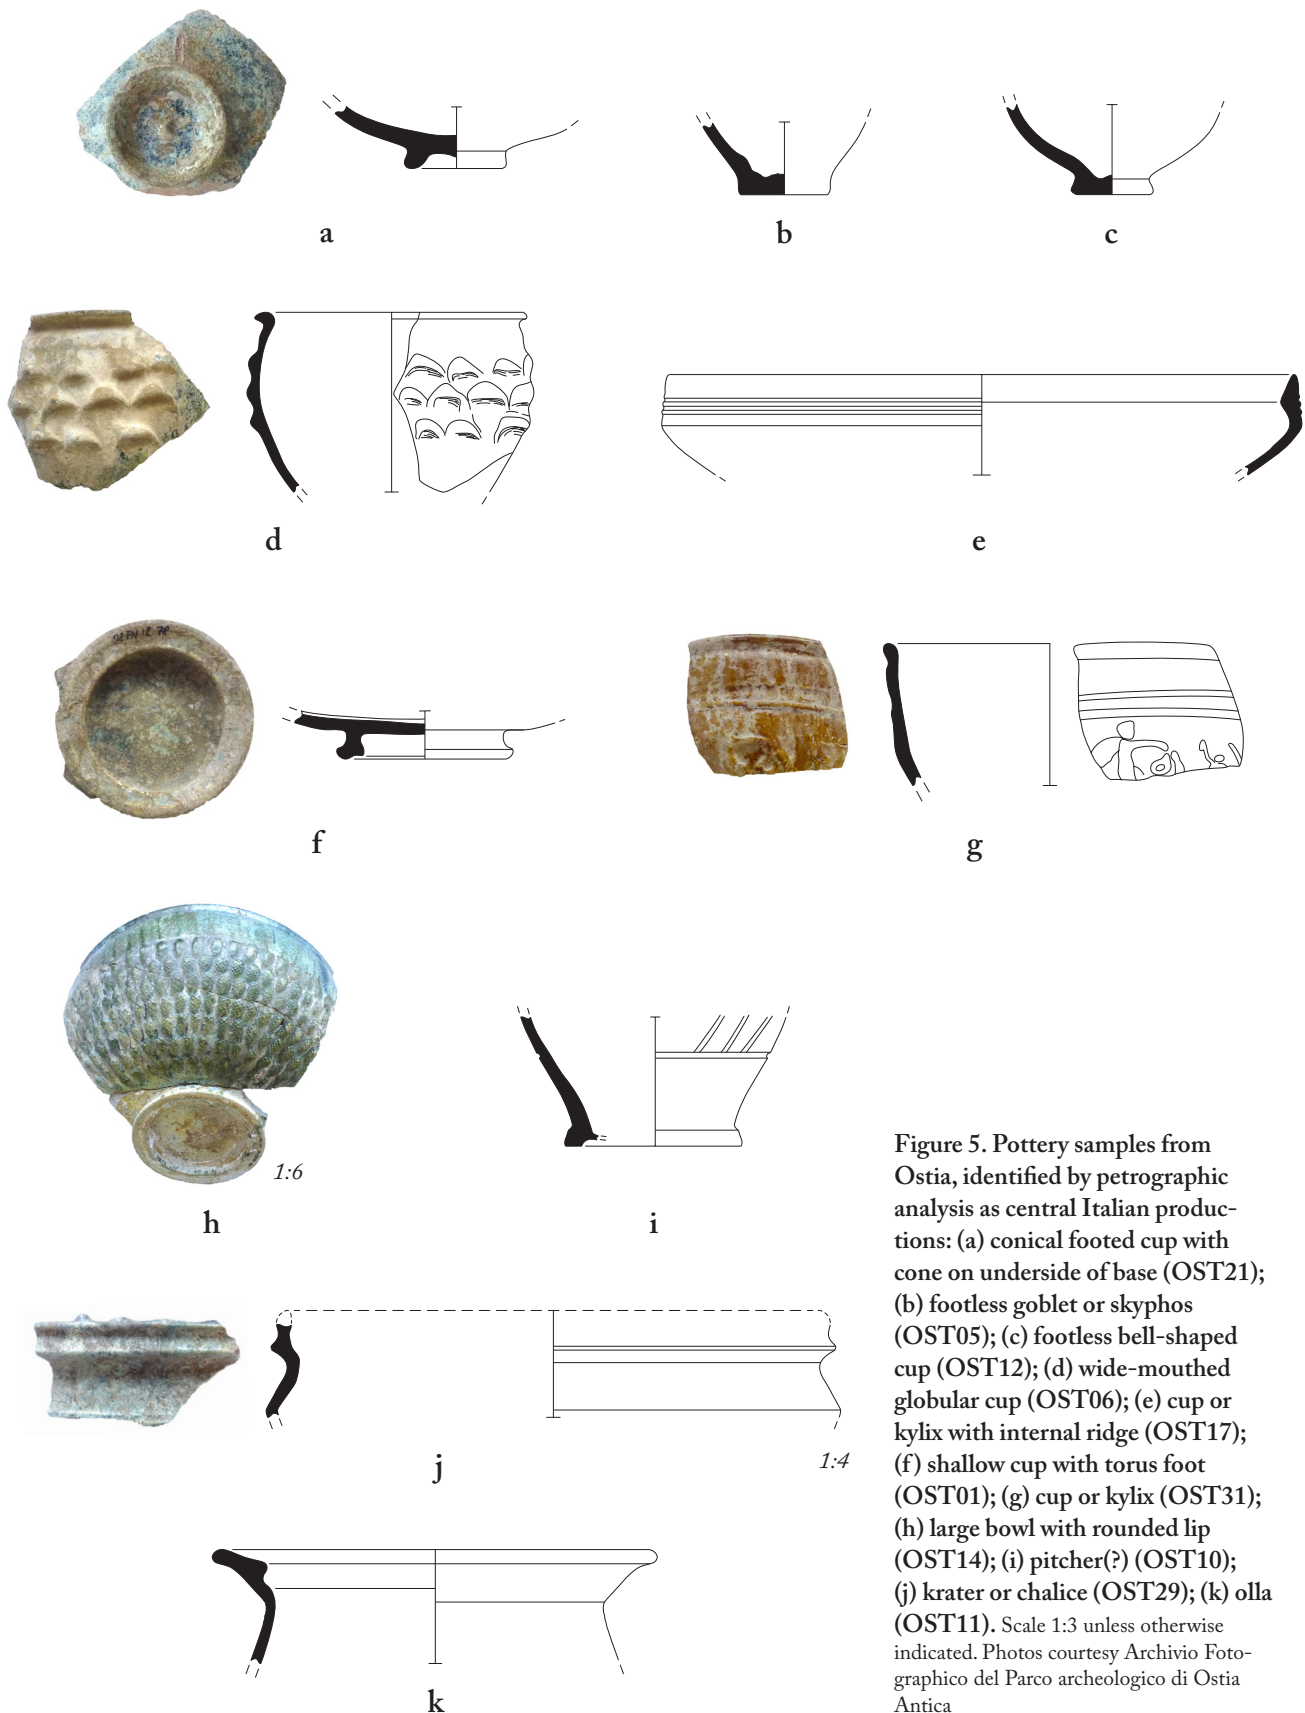 a
b
c
d
e
f
g
1:6
h
i
j
1:4
k
Figure 5. Pottery samples from
Ostia, identified by petrographic
analysis as central Italian produc-
tions: (a) conical footed cup with
cone on underside of base (OST21);
(b) footless goblet or skyphos
(OST05); (c) footless bell-shaped
cup (OST12); (d) wide-mouthed
globular cup (OST06); (e) cup or
kylix with internal ridge (OST17);
(f) shallow cup with torus foot
(OST01); (g) cup or kylix (OST31);
(h) large bowl with rounded lip
(OST14); (i) pitcher(?) (OST10);
(j) krater or chalice (OST29); (k) olla
(OST11). Scale 1:3 unless otherwise
indicated. Photos courtesy Archivio Foto-
graphico del Parco archeologico di Ostia
Antica